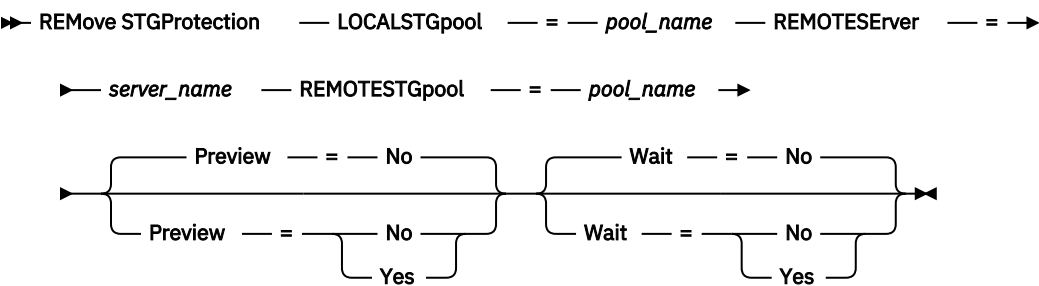 REMove STGProtection LOCALSTGpool = pool_name REMOTESErver =
server_name REMOTESTGpool = pool_name
Preview = No Wait = No
Preview = No Wait = No
Yes Yes